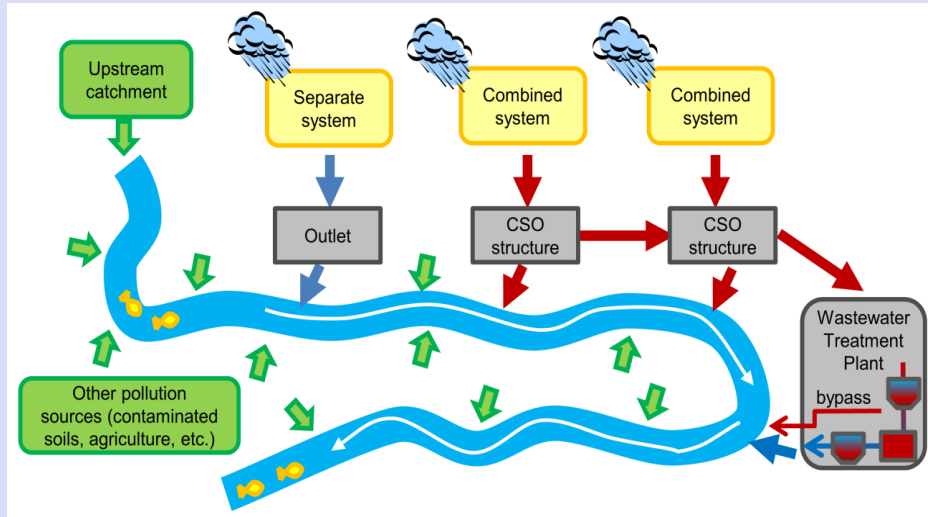 Upstream
catchment
Separate
system
Combined
system
Combined
system
Outlet
CSO
structure
CSO
structure
Wastewater
Treatment
Plant
bypass
Other pollution
sources (contaminated
soils, agriculture, etc.)